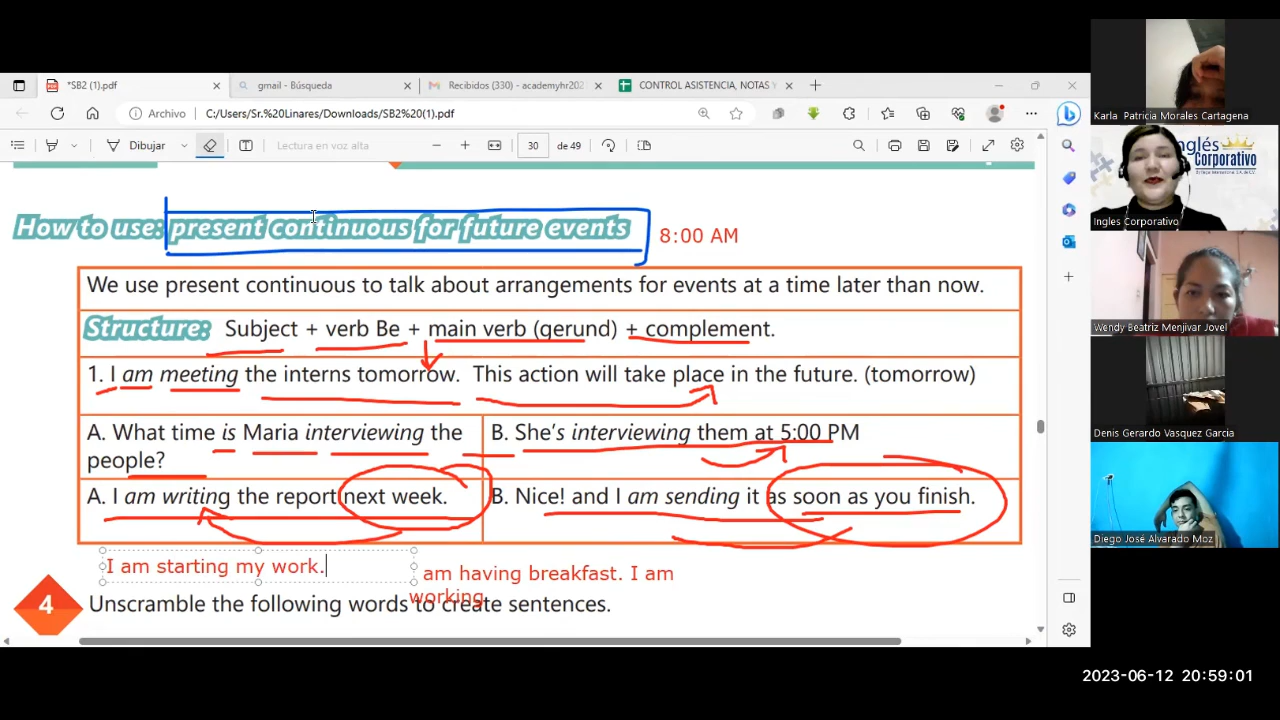 *SB2 (1).pdf
gmail - Búsqueda
Recibidos (330) - academyhr202
CONTROL ASISTENCIA, NOTAS Y
Archivo
C:/Users/Sr.%20Linares/Downloads/SB2%20(1).pdf
Dibujar
Lectura en voz alta
30
de 49
How to use: present continuous for future events
8:00 AM
We use present continuous to talk about arrangements for events at a time later than now.
Structure: Subject + verb Be + main verb (gerund) + complement.
1. I am meeting the interns tomorrow. This action will take place in the future. (tomorrow)
A. What time is Maria interviewing the
people?
B. She's interviewing them at 5:00 PM
A. I am writing the report next week.
B. Nice! and I am sending it as soon as you finish.
I am starting my work.
am having breakfast. I am
working
4
Unscramble the following words to create sentences.
Karla Patricia Morales Cartagena
Inglés
Corporativo
Ingles Corporativo
Wendy Beatriz Menjivar Jovel
Denis Gerardo Vasquez Garcia
Diego José Alvarado Moz
2023-06-12 20:59:01